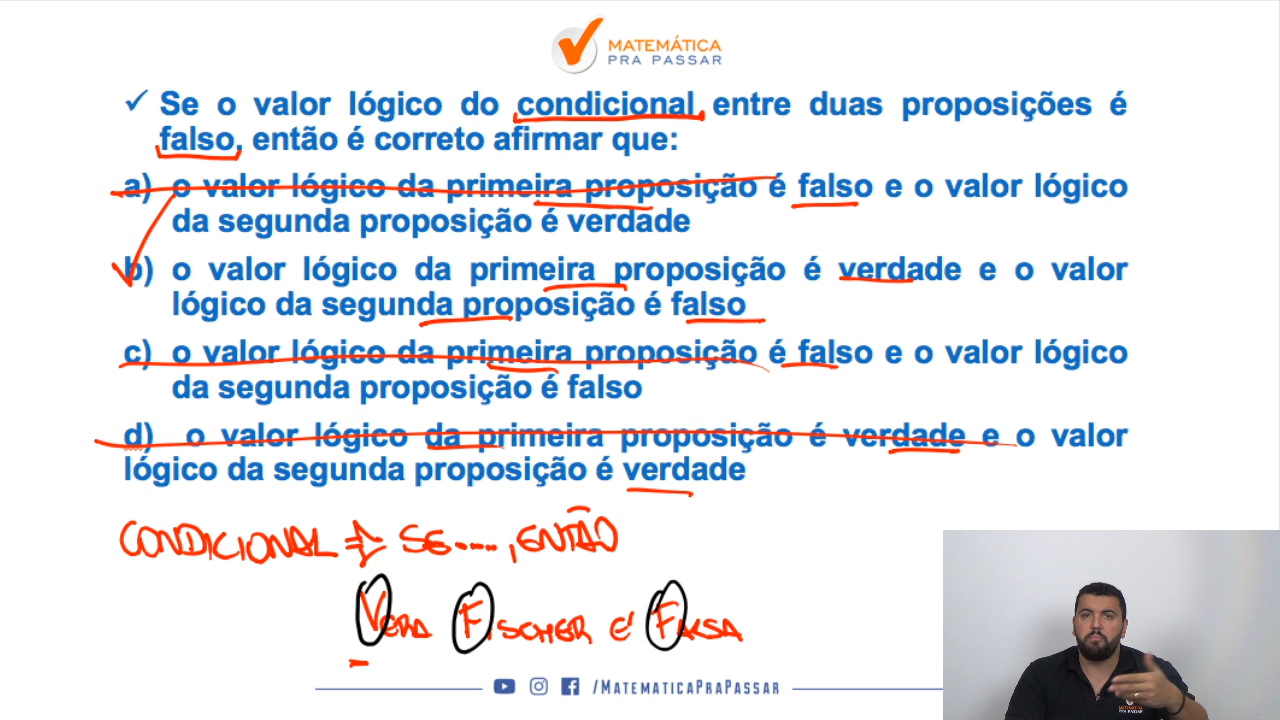 MATEMÁTICA
PRA PASSAR
✓ Se o valor lógico do condicional entre duas proposições é
falso, então é correto afirmar que:
a) o valor lógico da primeira proposição é falso e o valor lógico
da segunda proposição é verdade
b) o valor lógico da primeira proposição é verdade e o valor
lógico da segunda proposição é falso
c) o valor lógico da primeira proposição é falso e o valor lógico
da segunda proposição é falso
d) o valor lógico da primeira proposição é verdade e o valor
lógico da segunda proposição é verdade
CONDICIONAL → SE...., ENTÃO
VERA FISCHER É FALSA
/MATEMATICAPRAPASSAR
MATEMÁTICA
PRA PASSAR